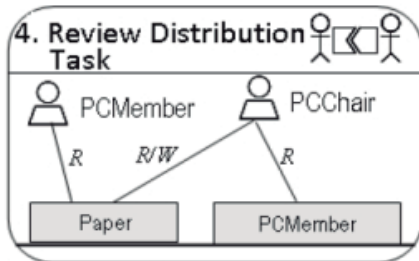 4. Review Distribution
Task
PCMember
PCChair
R
R/W
R
Paper
PCMember